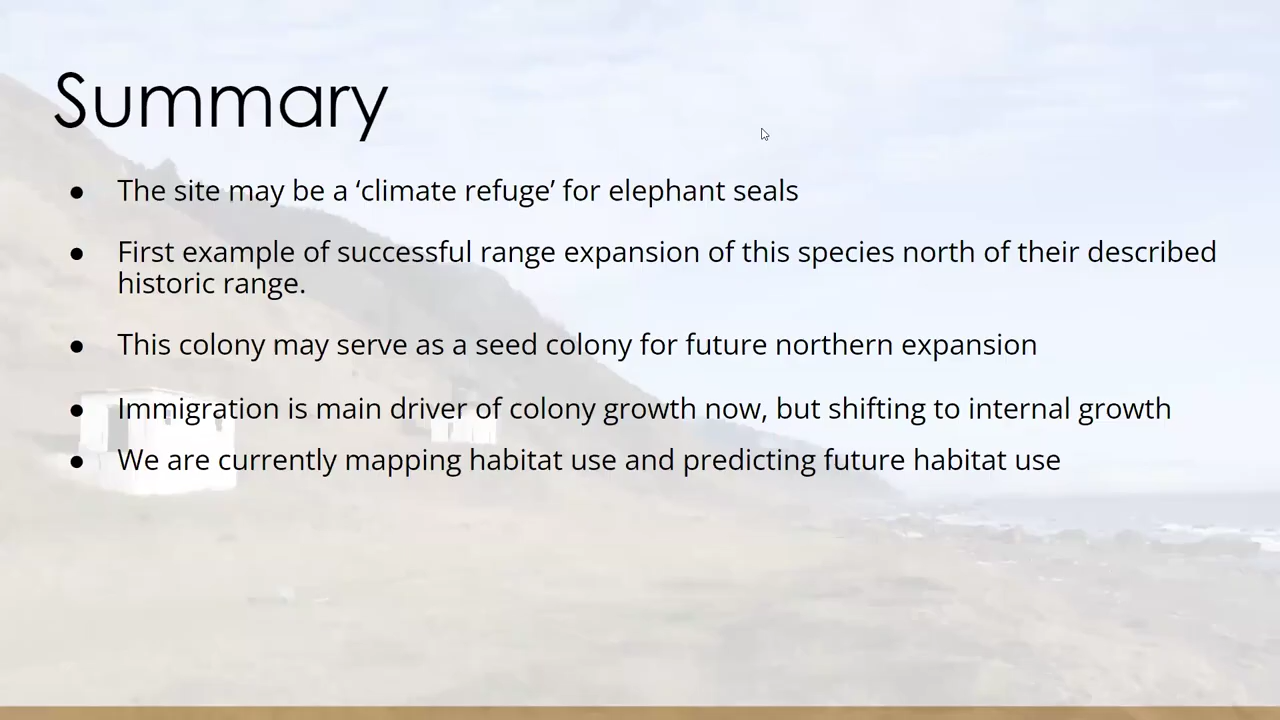 Summary
● The site may be a ‘climate refuge’ for elephant seals
● First example of successful range expansion of this species north of their described
historic range.
● This colony may serve as a seed colony for future northern expansion
● Immigration is main driver of colony growth now, but shifting to internal growth
● We are currently mapping habitat use and predicting future habitat use